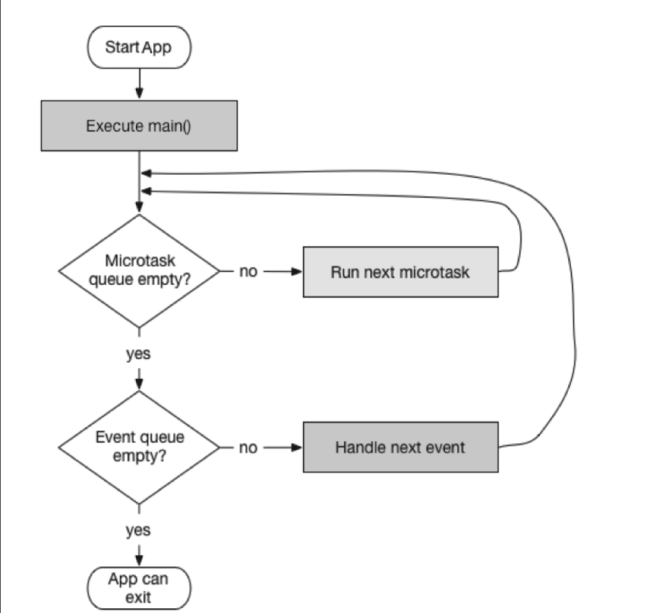 Start App
Execute main()
Microtask
queue empty?
no
Run next microtask
yes
Event queue
empty?
no
Handle next event
yes
App can
exit